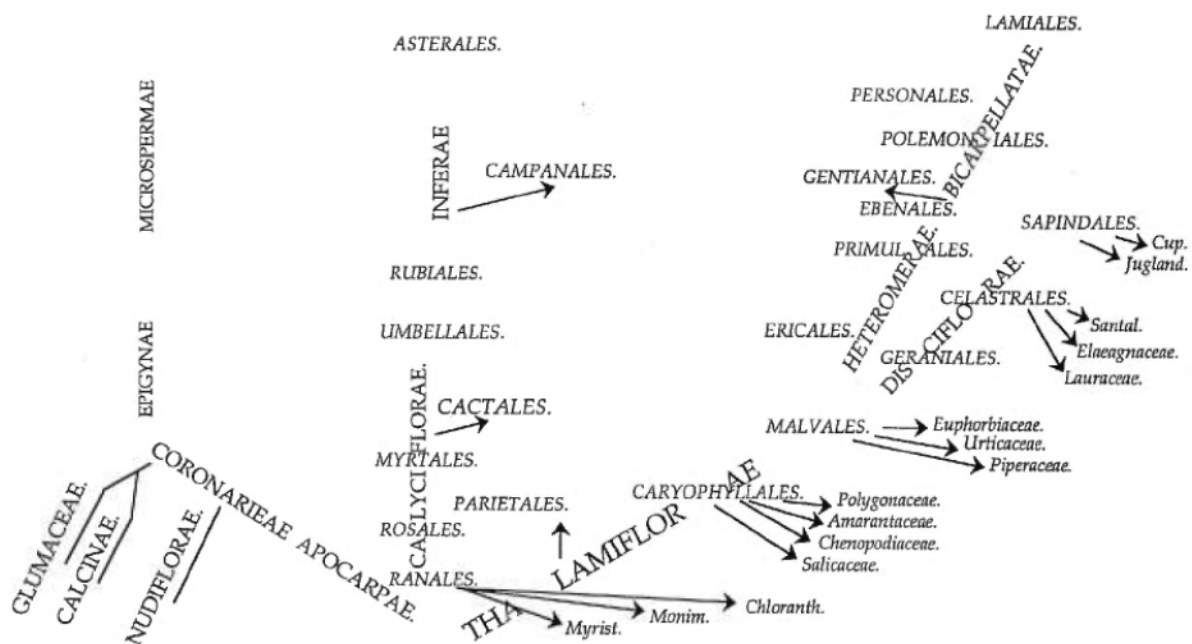 LAMIALES.
ASTERALES.
PERSONALES.
BICARPELLATAE.
MICROSPERMAE
INFERAE
POLEMONIALES.
CAMPANALES.
GENTIANALES.
EBENALES.
SAPINDALES.
Cup.
Jugland.
PRIMULALES.
HETEROMERAE.
RUBIALES.
CELASTRALES.
DISCIFLORAE.
Santal.
Elaeagnaceae.
Lauraceae.
UMBELLALES.
ERICALES.
GERANIALES.
EPIGYNAE
CALYCIFLORAE.
CACTALES.
MALVALES.
Euphorbiaceae.
Urticaceae.
Piperaceae.
MYRTALES.
CORONARIEAE APOCARPAE.
GLUMACEAE.
CALCINAE.
NUDIFLORAE.
PARIETALES.
CARYOPHYLLALES.
Polygonaceae.
Amarantaceae.
Chenopodiaceae.
Salicaceae.
ROSALES.
RANALES.
THALAMIFLORAE
Myrist.
Monim.
Chloranth.